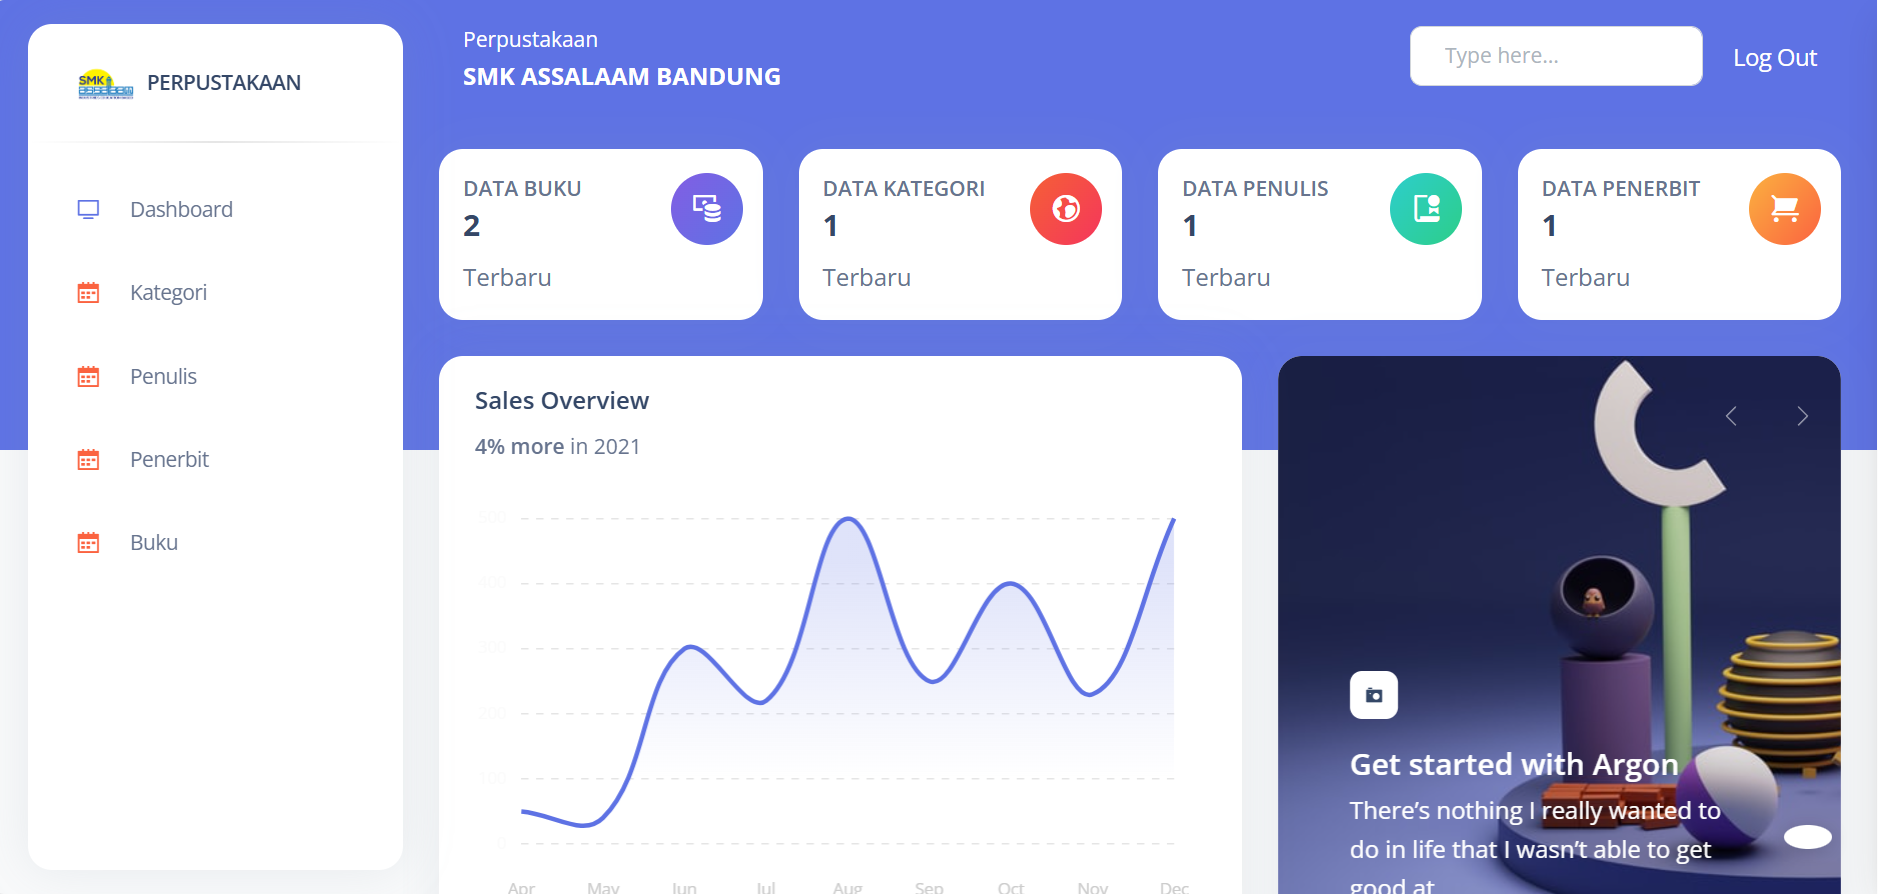 SMK
PERPUSTAKAAN
Dashboard
Kategori
Penulis
Penerbit
Buku
Perpustakaan
SMK ASSALAAM BANDUNG
Type here...
Log Out
DATA BUKU
2
Terbaru
DATA KATEGORI
1
Terbaru
DATA PENULIS
1
Terbaru
DATA PENERBIT
1
Terbaru
Sales Overview
4% more in 2021
500
400
300
200
100
0
Apr May Jun Jul Aug Sep Oct Nov Dec
Get started with Argon
There’s nothing I really wanted to
do in life that I wasn’t able to get
good at